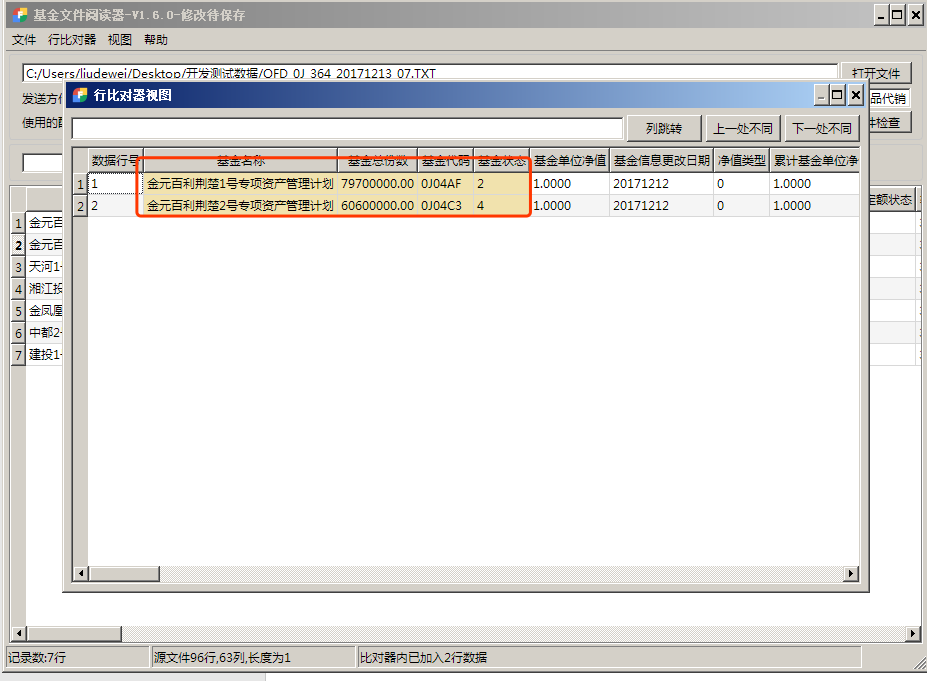 基金文件阅读器-V1.6.0-修改待保存
文件 行比对器 视图 帮助
C:/Users/liudewei/Desktop/开发测试数据/OFD_0J_364_20171213_07.TXT 打开文件
发送方 品代销
使用的 件检查
行比对器视图
列跳转 上一处不同 下一处不同
数据行号 基金名称 基金总份数 基金代码 基金状态 基金单位净值 基金信息更改日期 净值类型 累计基金单位净
1 1 金元百利荆楚1号专项资产管理计划 79700000.00 0J04AF 2 1.0000 20171212 0 1.0000
2 2 金元百利荆楚2号专项资产管理计划 60600000.00 0J04C3 4 1.0000 20171212 0 1.0000
定额状态
1 金元百
2 金元百
3 天河1
4 湘江投
5 金凤凰
6 中都2
7 建投1
记录数:7行 源文件96行,63列,长度为1 比对器内已加入2行数据